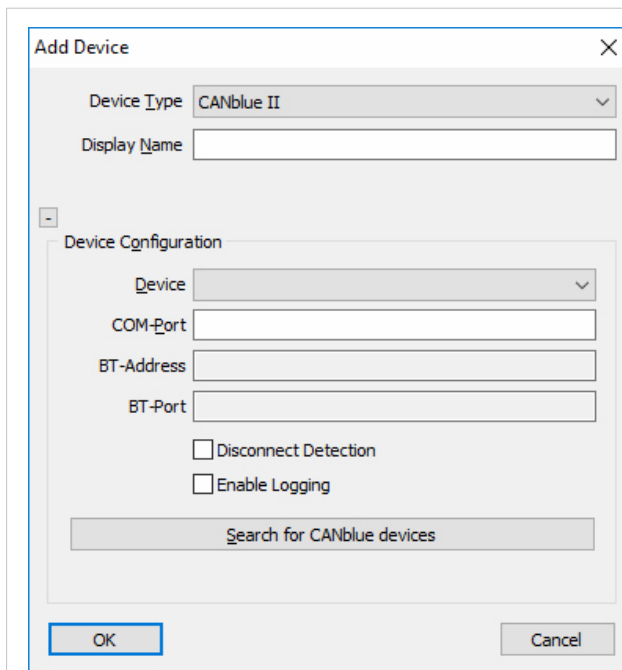 Add Device
Device Type CANblue II
Display Name
-
Device Configuration
Device
COM-Port
BT-Address
BT-Port
Disconnect Detection
Enable Logging
Search for CANblue devices
OK Cancel